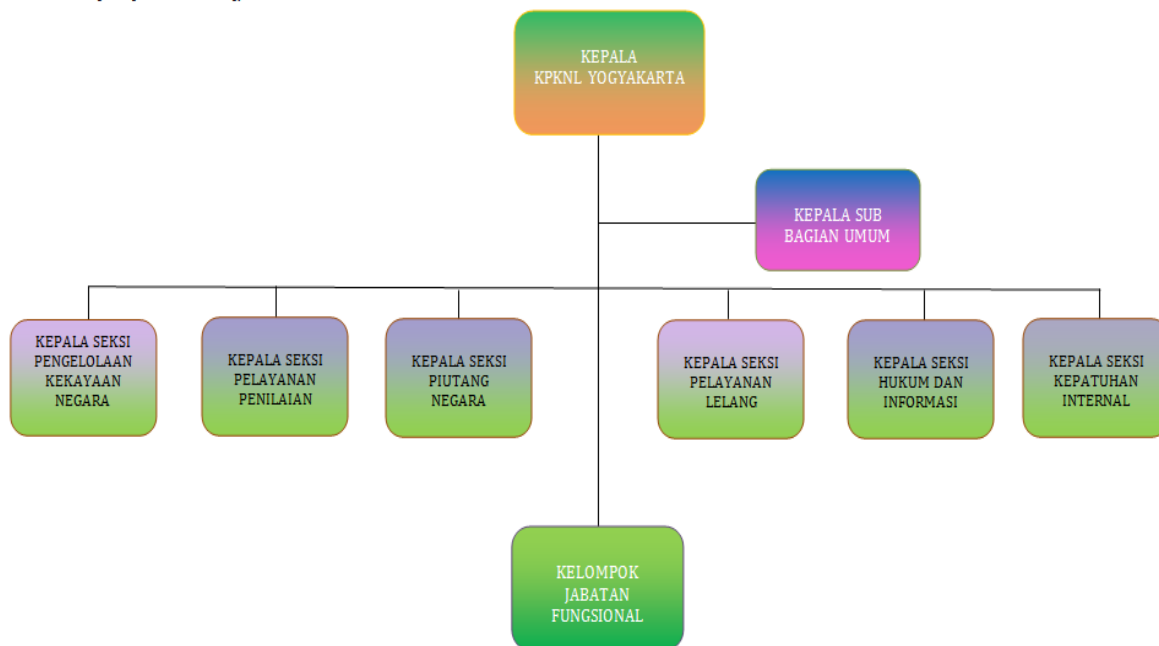 KEPALA
KPKNL YOGYAKARTA
KEPALA SUB
BAGIAN UMUM
KEPALA SEKSI
PENGELOLAAN
KEKAYAAN
NEGARA
KEPALA SEKSI
PELAYANAN
PENILAIAN
KEPALA SEKSI
PIUTANG
NEGARA
KEPALA SEKSI
PELAYANAN
LELANG
KEPALA SEKSI
HUKUM DAN
INFORMASI
KEPALA SEKSI
KEPATUHAN
INTERNAL
KELOMPOK
JABATAN
FUNGSIONAL